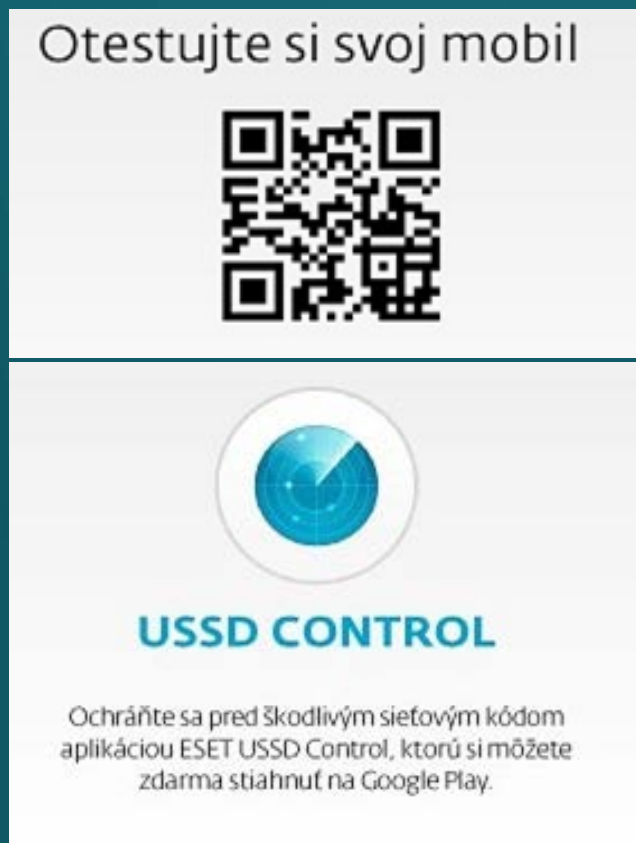 Otestujte si svoj mobil
USSD CONTROL
Ochráňte sa pred škodlivým sieťovým kódom
aplikáciou ESET USSD Control, ktorú si môžete
zdarma stiahnuť na Google Play.